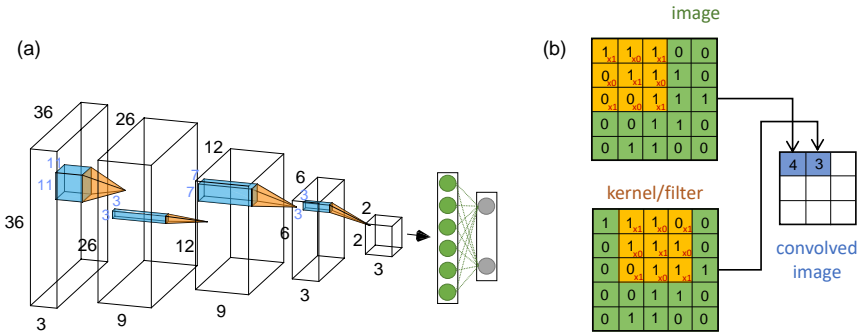 (a)
36
36
3
11
11
26
26
9
3
3
12
12
9
7
7
6
6
3
3
3
2
2
3
(b)
image
1x1 1x0 1x1 0 0
0x0 1x1 1x0 1 0
0x1 0x0 1x1 1 1
0 0 1 1 0
0 1 1 0 0
kernel/filter
1 1x1 1x0 0x1 0
0 1x0 1x1 1x0 0
0 0x1 1x0 1x1 1
0 0 1 1 0
0 1 1 0 0
4 3
convolved
image